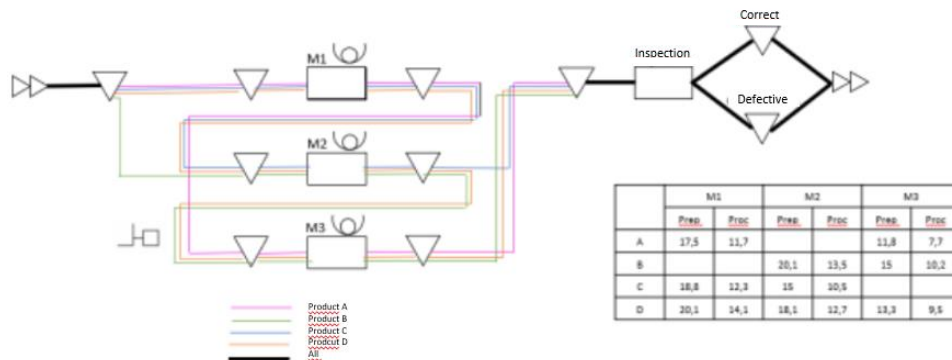 Correct
Inspection
M1
Defective
M2
M1 M2 M3
Prep Proc Prep Proc Prep Proc
A 17,5 11,7 11,8 7,7
B 20,1 13,5 15 10,2
C 18,8 12,3 15 10,5
D 20,1 14,1 18,1 12,7 13,3 9,5
M3
Product A
Product B
Product C
Prodcut D
All